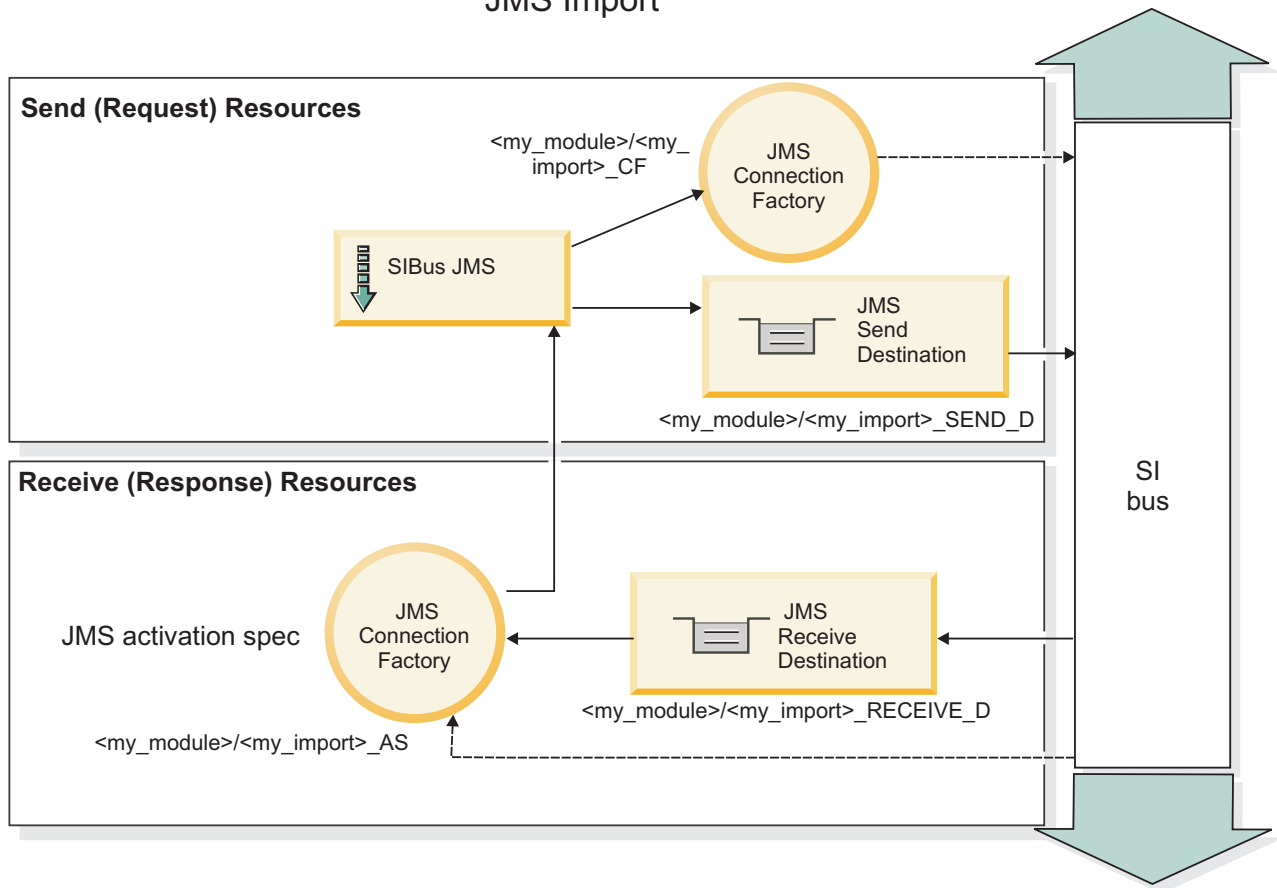 JMS Import
Send (Request) Resources
<my_module>/<my_
import>_CF
JMS
Connection
Factory
SIBus JMS
JMS
Send
Destination
<my_module>/<my_import>_SEND_D
SI
bus
Receive (Response) Resources
JMS activation spec
JMS
Connection
Factory
JMS
Receive
Destination
<my_module>/<my_import>_RECEIVE_D
<my_module>/<my_import>_AS